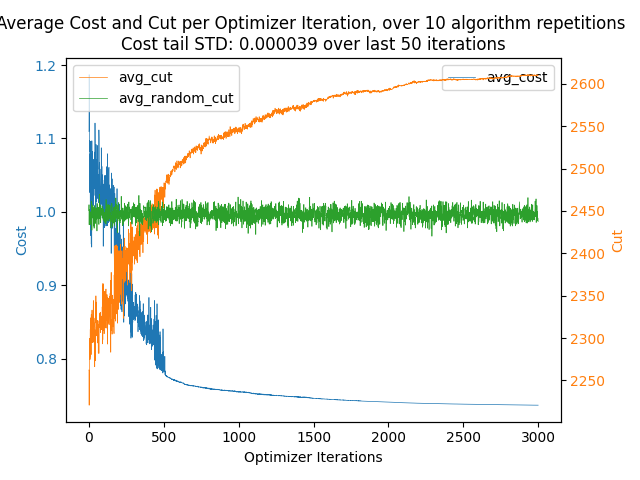 Average Cost and Cut per Optimizer Iteration, over 10 algorithm repetitions
Cost tail STD: 0.000039 over last 50 iterations
avg_cut
avg_random_cut
avg_cost
1.2
1.1
1.0
0.9
0.8
Cost
2600
2550
2500
2450
2400
2350
2300
2250
Cut
0
500
1000
1500
2000
2500
3000
Optimizer Iterations